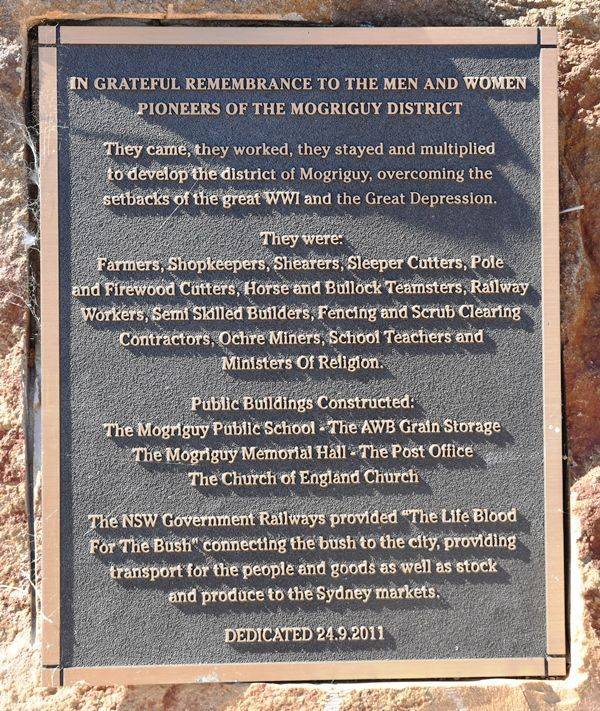 IN GRATEFUL REMEMBRANCE TO THE MEN AND WOMEN
PIONEERS OF THE MOGRIGUY DISTRICT
They came, they worked, they stayed and multiplied
to develop the district of Mogriguy, overcoming the
setbacks of the great WWI and the Great Depression.
They were:
Farmers, Shopkeepers, Shearers, Sleeper Cutters, Pole
and Firewood Cutters, Horse and Bullock Teamsters, Railway
Workers, Semi Skilled Builders, Fencing and Scrub Clearing
Contractors, Ochre Miners, School Teachers and
Ministers Of Religion.
Public Buildings Constructed:
The Mogriguy Public School - The AWB Grain Storage
The Mogriguy Memorial Hall - The Post Office
The Church of England Church
The NSW Government Railways provided "The Life Blood
For The Bush" connecting the bush to the city, providing
transport for the people and goods as well as stock
and produce to the Sydney markets.
DEDICATED 24.9.2011